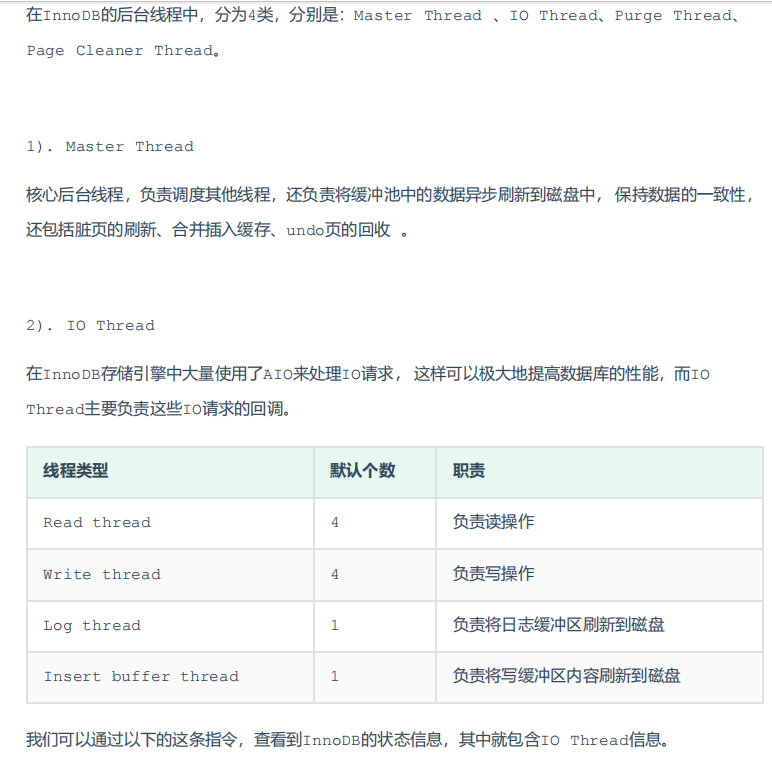 在InnoDB的后台线程中，分为4类，分别是：Master Thread 、IO Thread、Purge Thread、
Page Cleaner Thread。
1). Master Thread
核心后台线程，负责调度其他线程，还负责将缓冲池中的数据异步刷新到磁盘中， 保持数据的一致性，
还包括脏页的刷新、合并插入缓存、undo页的回收 。
2). IO Thread
在InnoDB存储引擎中大量使用了AIO来处理IO请求， 这样可以极大地提高数据库的性能，而IO
Thread主要负责这些IO请求的回调。
线程类型 默认个数 职责
Read thread 4 负责读操作
Write thread 4 负责写操作
Log thread 1 负责将日志缓冲区刷新到磁盘
Insert buffer thread 1 负责将写缓冲区内容刷新到磁盘
我们可以通过以下的这条指令，查看到InnoDB的状态信息，其中就包含IO Thread信息。